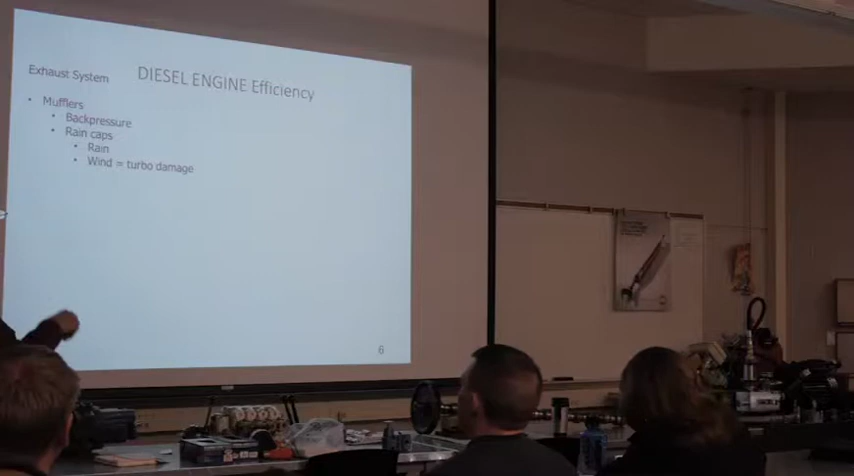 Exhaust System
DIESEL ENGINE Efficiency
• Mufflers
• Backpressure
• Rain caps
• Rain
• Wind = turbo damage
6